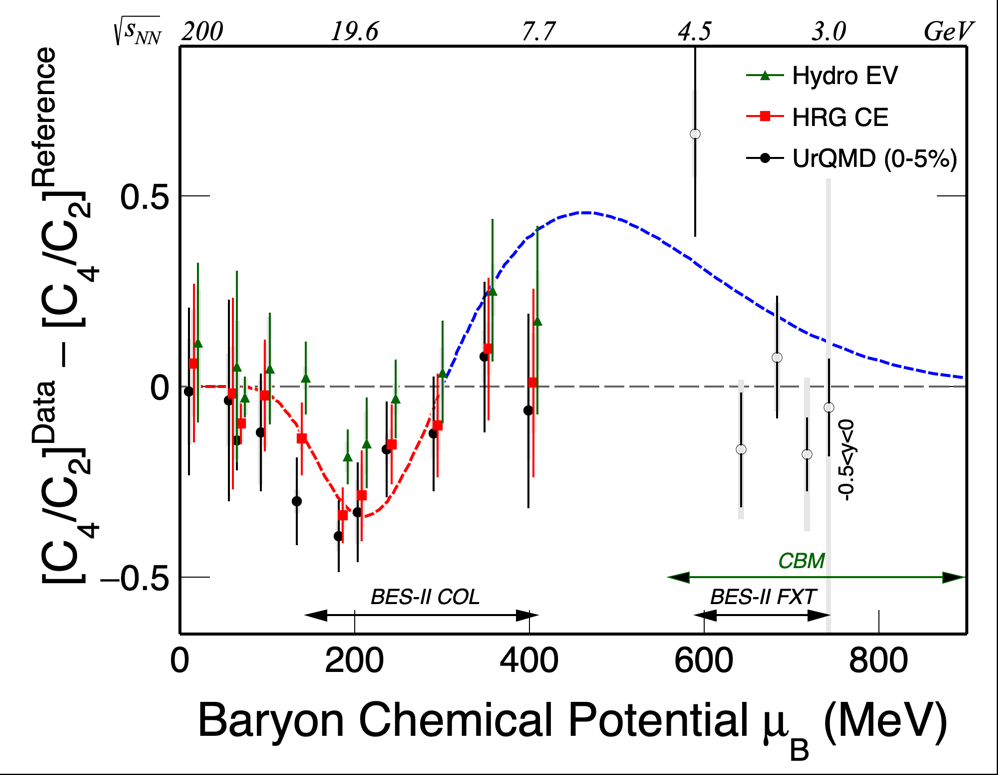 √sNN 200 19.6 7.7 4.5 3.0 GeV
[C4/C2]Data − [C4/C2]Reference
Hydro EV
HRG CE
UrQMD (0-5%)
0.5
0
−0.5
-0.5<y<0
CBM
BES-II COL
BES-II FXT
0 200 400 600 800
Baryon Chemical Potential μB (MeV)